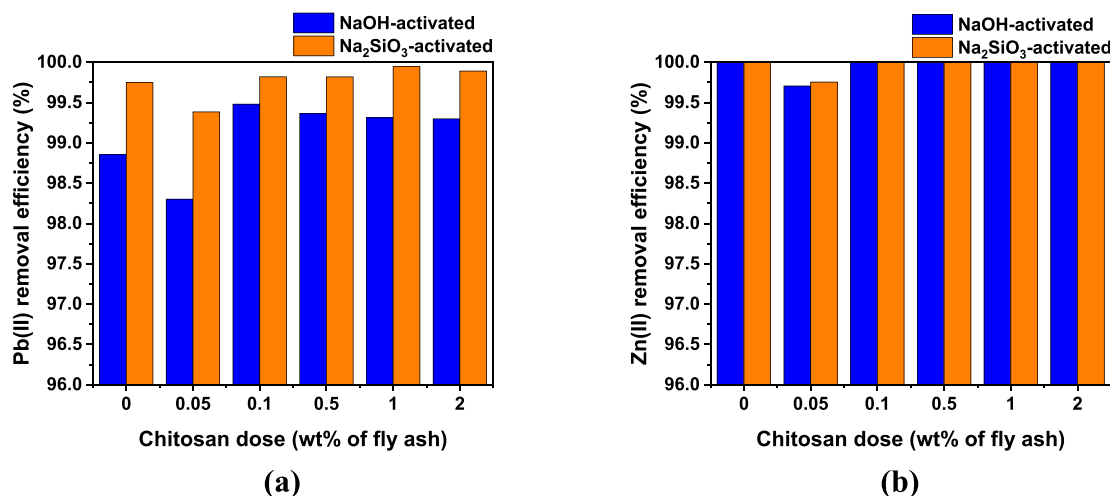 NaOH-activated
Na₂SiO₃-activated
Pb(II) removal efficiency (%)
100.0
99.5
99.0
98.5
98.0
97.5
97.0
96.5
96.0
0 0.05 0.1 0.5 1 2
Chitosan dose (wt% of fly ash)
(a)
NaOH-activated
Na₂SiO₃-activated
Zn(II) removal efficiency (%)
100.0
99.5
99.0
98.5
98.0
97.5
97.0
96.5
96.0
0 0.05 0.1 0.5 1 2
Chitosan dose (wt% of fly ash)
(b)